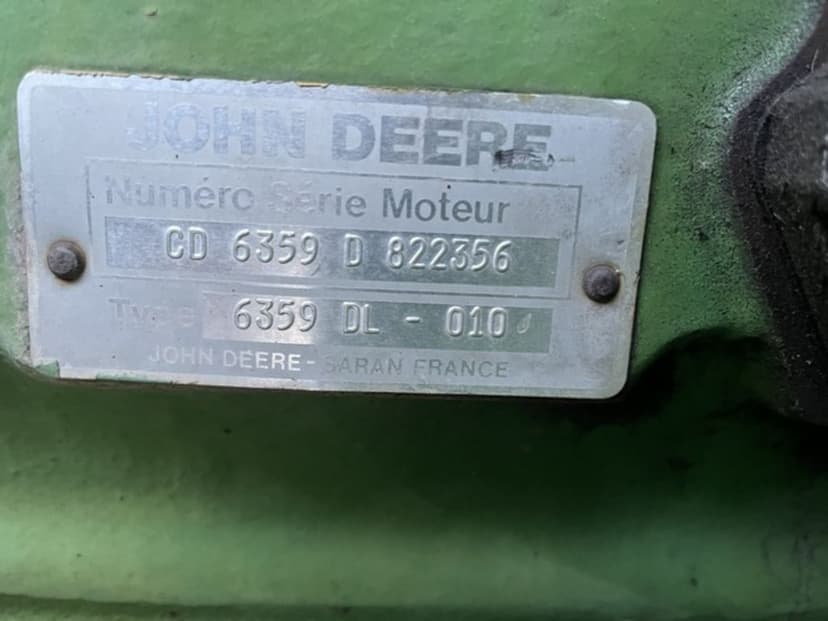 JOHN DEERE
Numéro Série Moteur
CD 6359 D 822356
Type 6359 DL - 010
JOHN DEERE - SARAN FRANCE